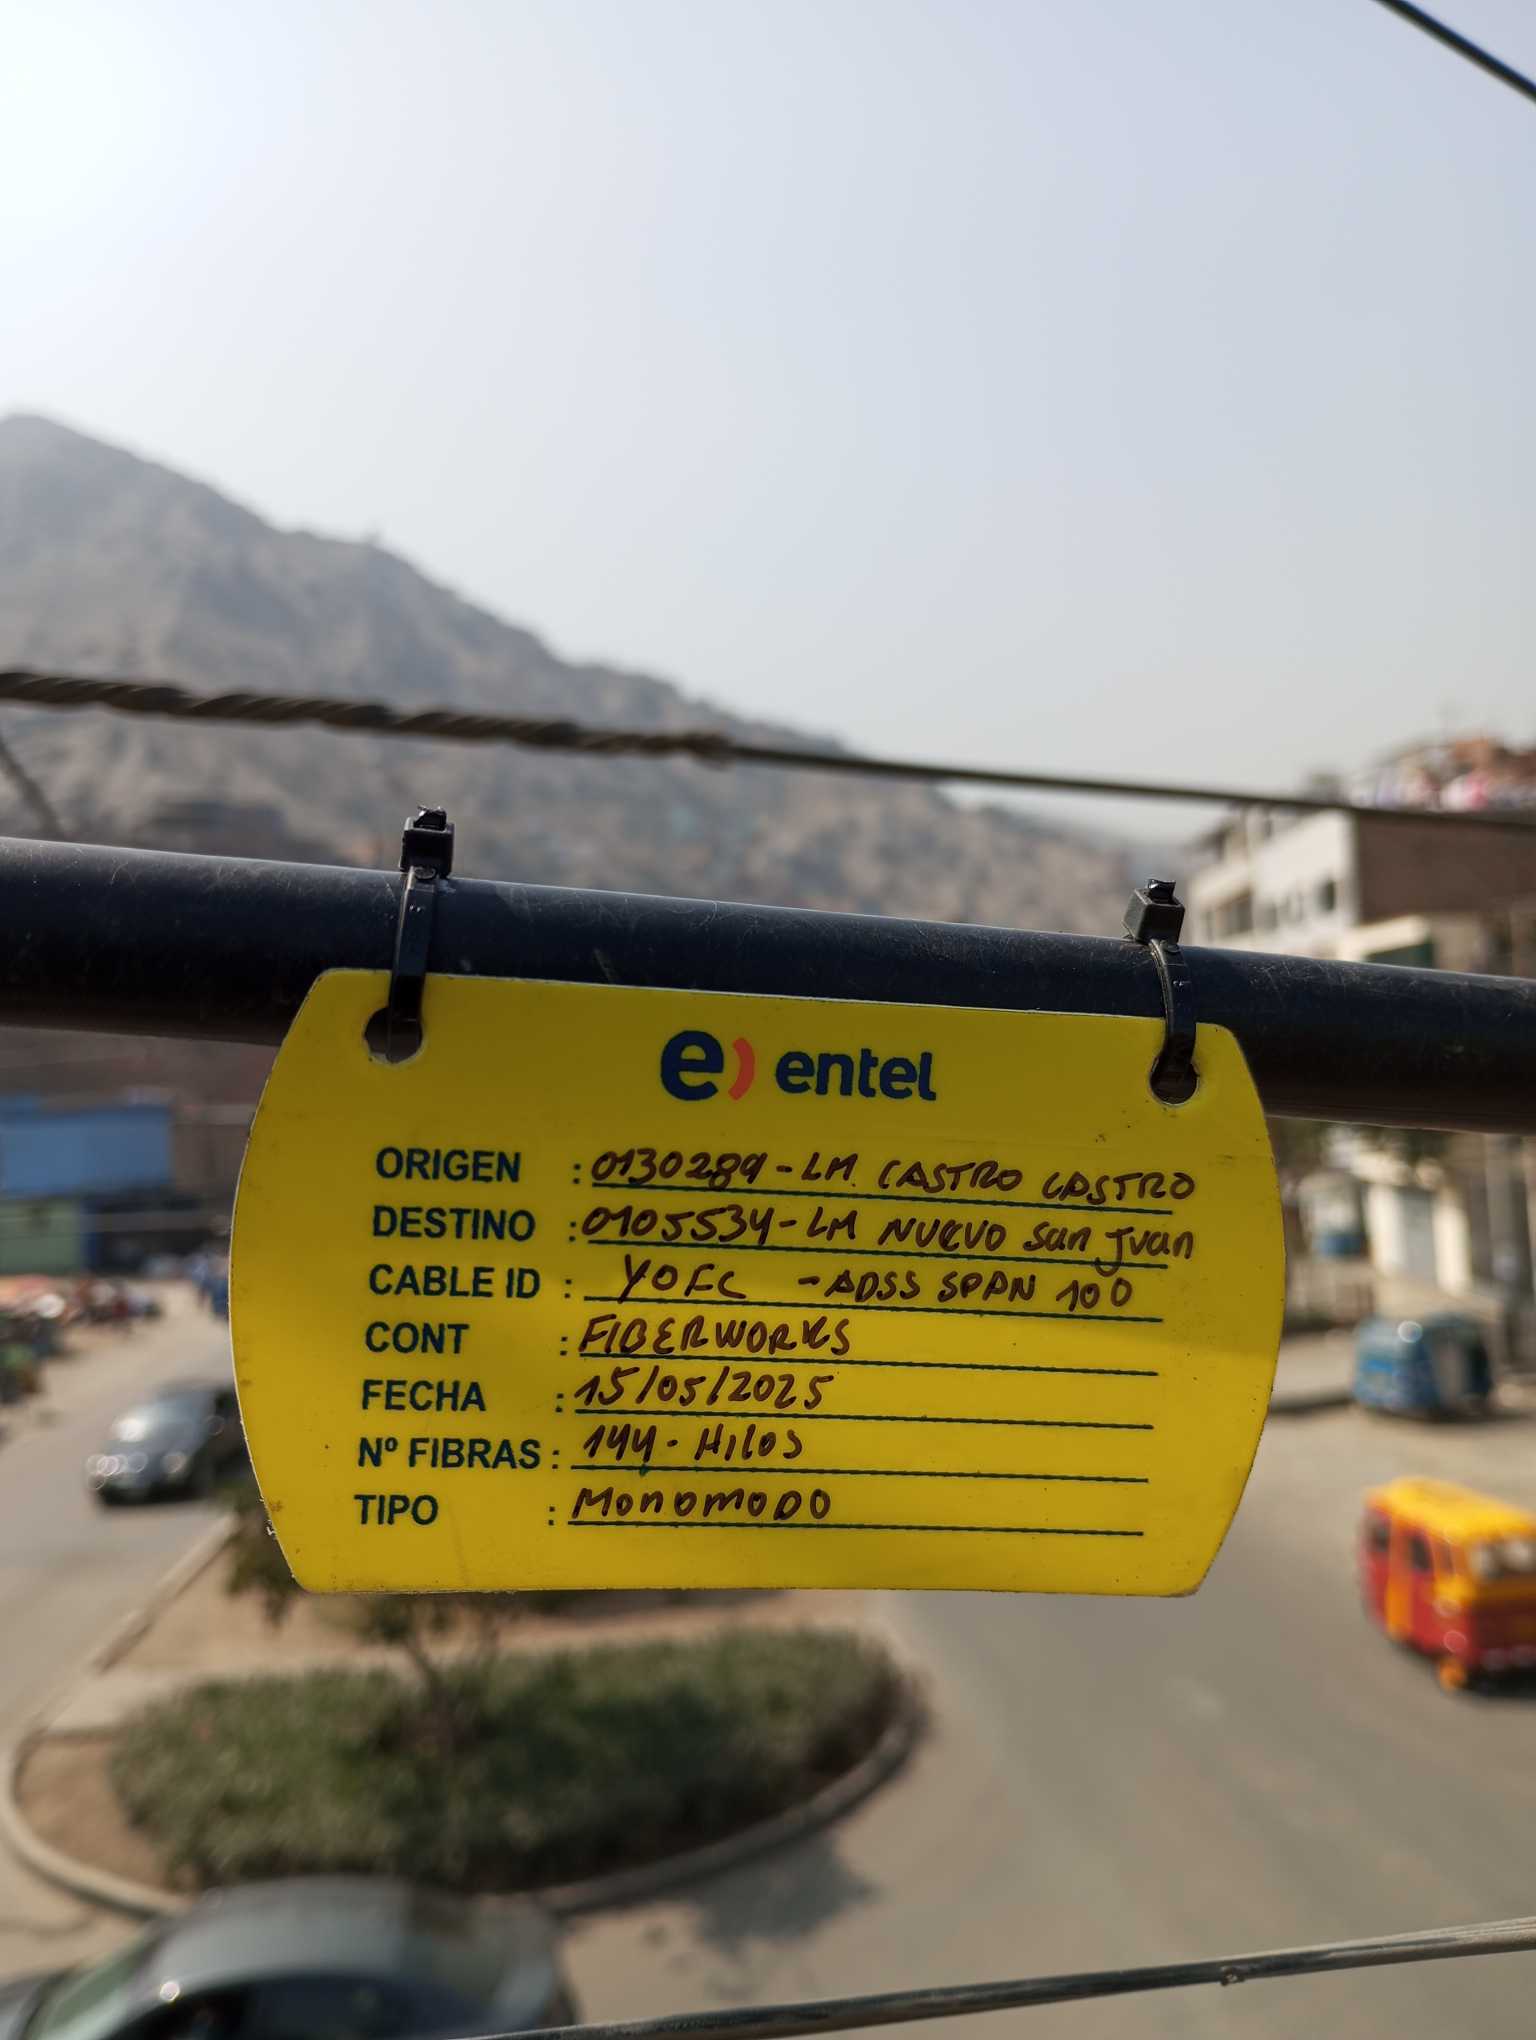 e) entel
ORIGEN : 0130289 - LM. CASTRO CASTRO
DESTINO : 0105534 - LM NUEVO San Juan
CABLE ID : YOFC - ADSS SPAN 100
CONT : FIBERWORKS
FECHA : 15/05/2025
Nº FIBRAS : 144 - Hilos
TIPO : MONOMODO